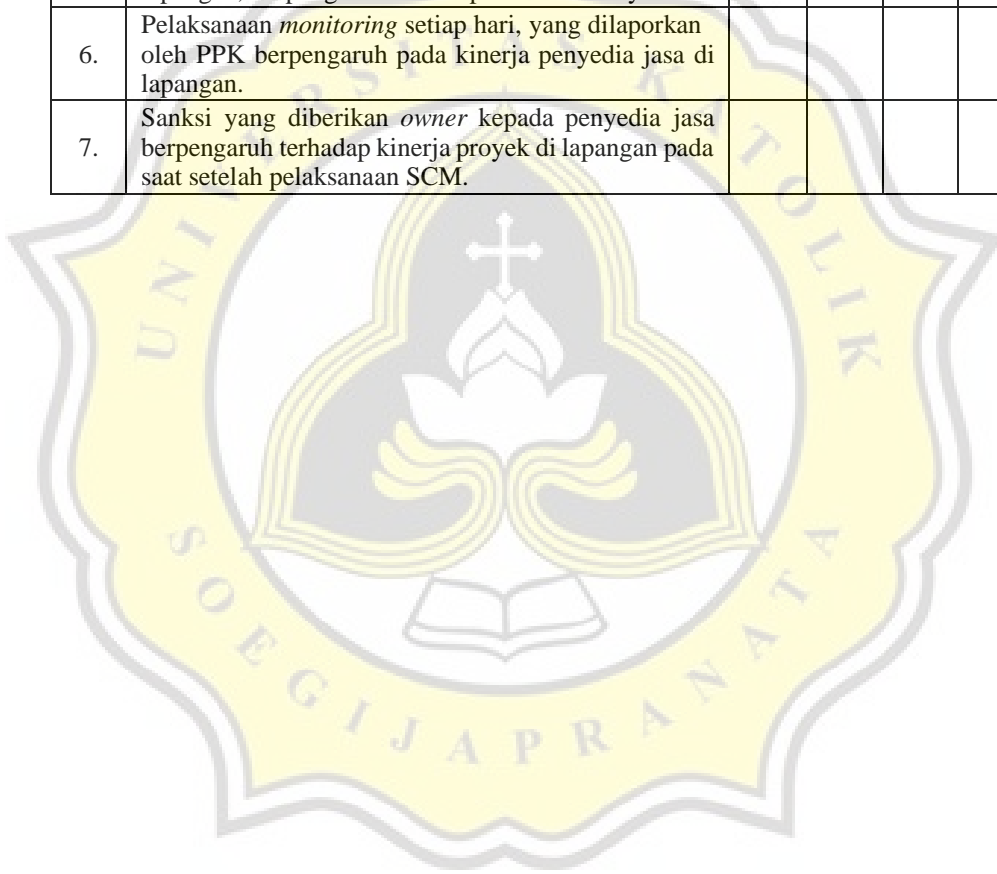 6.
Pelaksanaan monitoring setiap hari, yang dilaporkan
oleh PPK berpengaruh pada kinerja penyedia jasa di
lapangan.
7.
Sanksi yang diberikan owner kepada penyedia jasa
berpengaruh terhadap kinerja proyek di lapangan pada
saat setelah pelaksanaan SCM.
UNIVERSITAS KATOLIK
SOEGIJAPRANATA